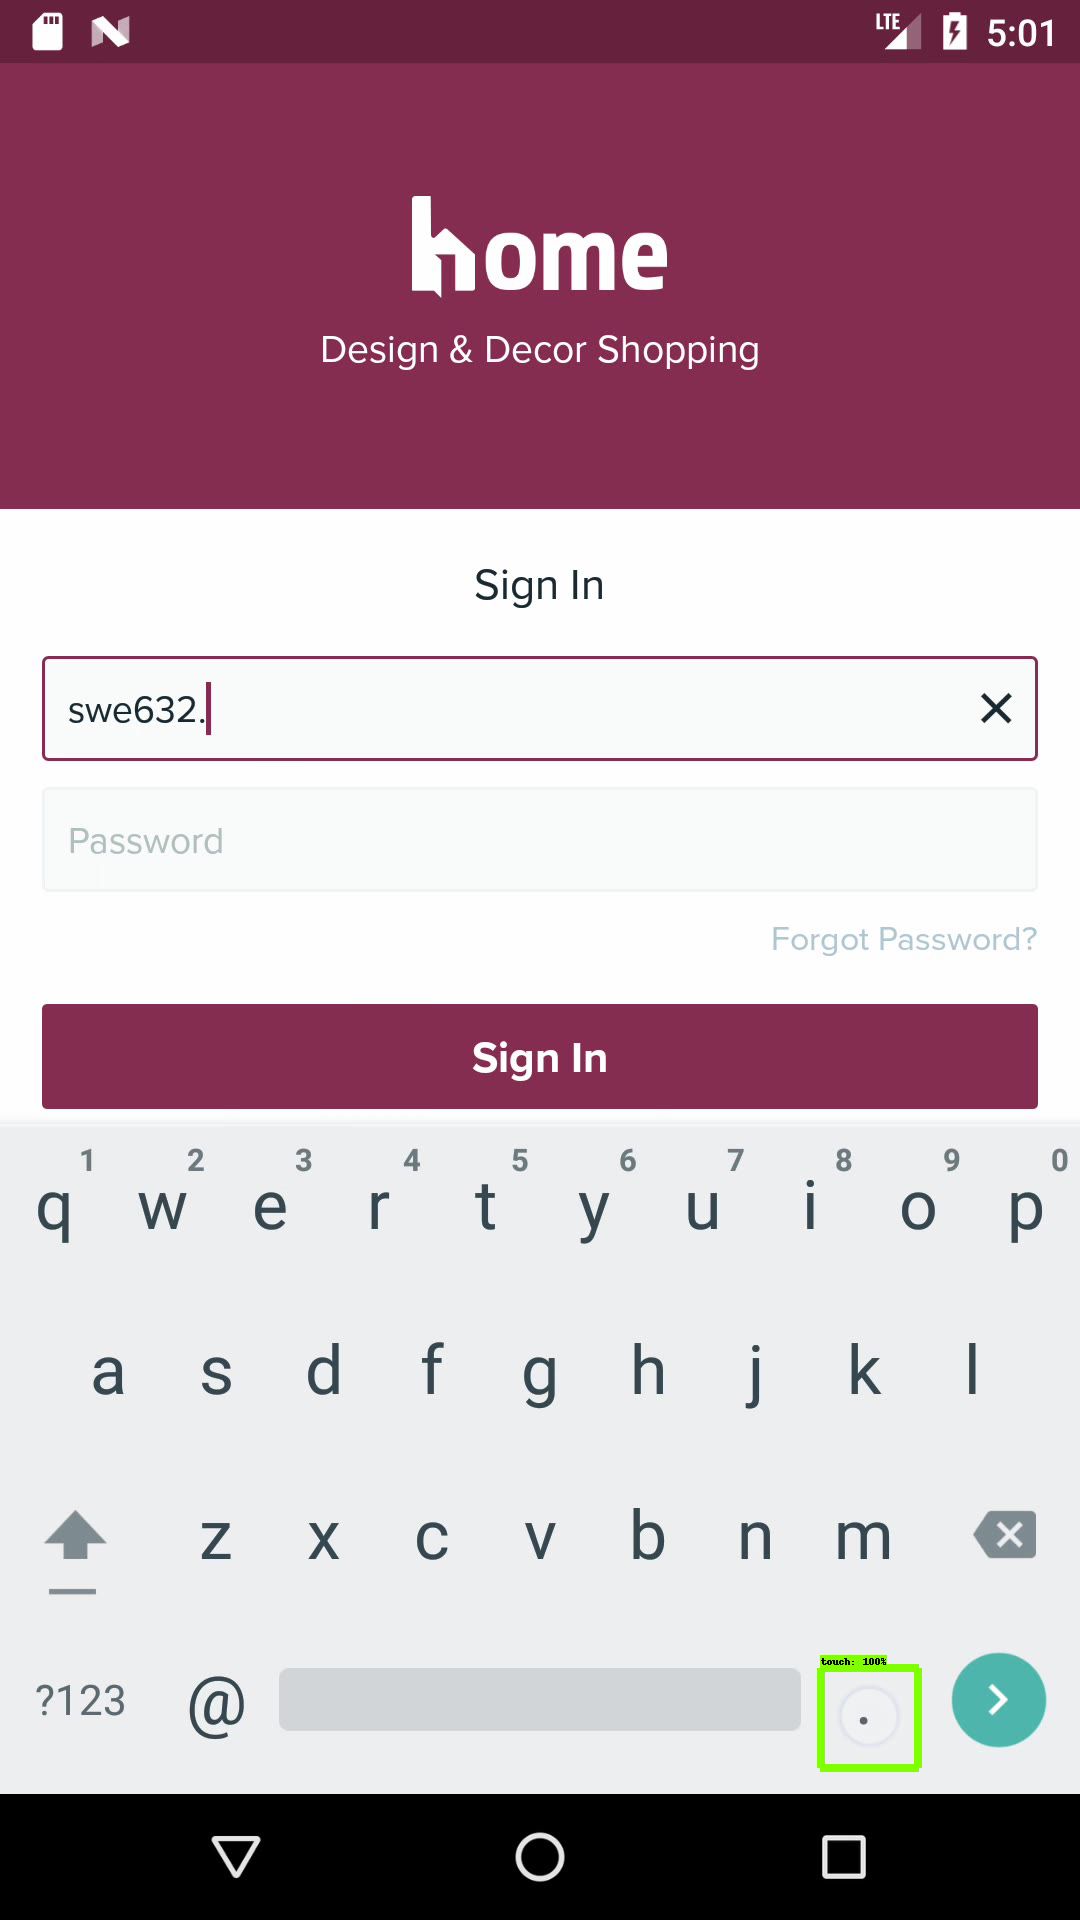 LTE 5:01
home
Design & Decor Shopping
Sign In
swe632.
Password
Forgot Password?
Sign In
1 2 3 4 5 6 7 8 9 0
q w e r t y u i o p
a s d f g h j k l
z x c v b n m
touch: 100%
?123 @ .